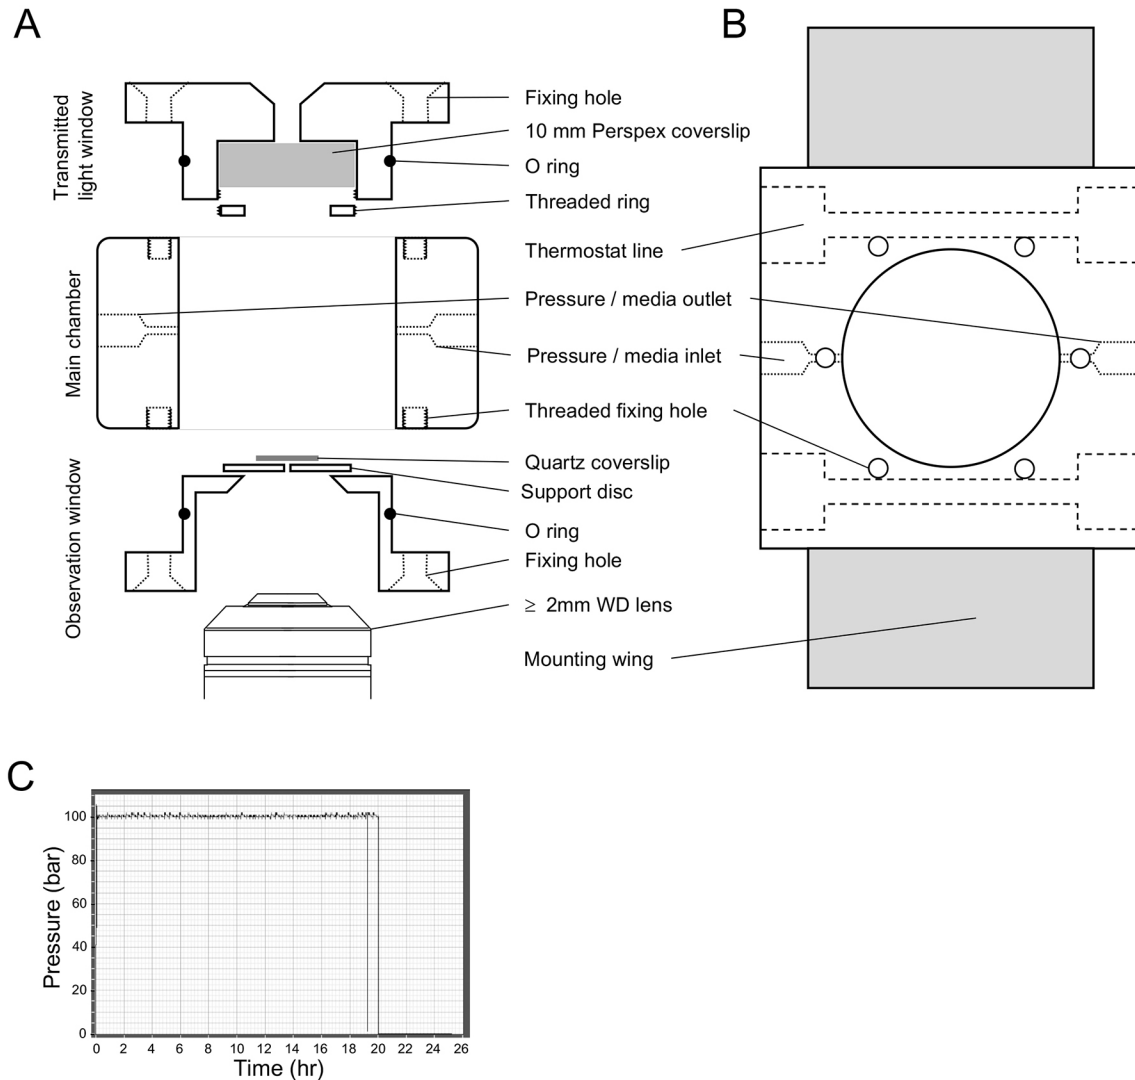 A
B
Transmitted
light window
Fixing hole
10 mm Perspex coverslip
O ring
Threaded ring
Main chamber
Thermostat line
Pressure / media outlet
Pressure / media inlet
Threaded fixing hole
Observation window
Quartz coverslip
Support disc
O ring
Fixing hole
≥ 2mm WD lens
Mounting wing
C
Pressure (bar)
100
80
60
40
20
0
0 2 4 6 8 10 12 14 16 18 20 22 24 26
Time (hr)